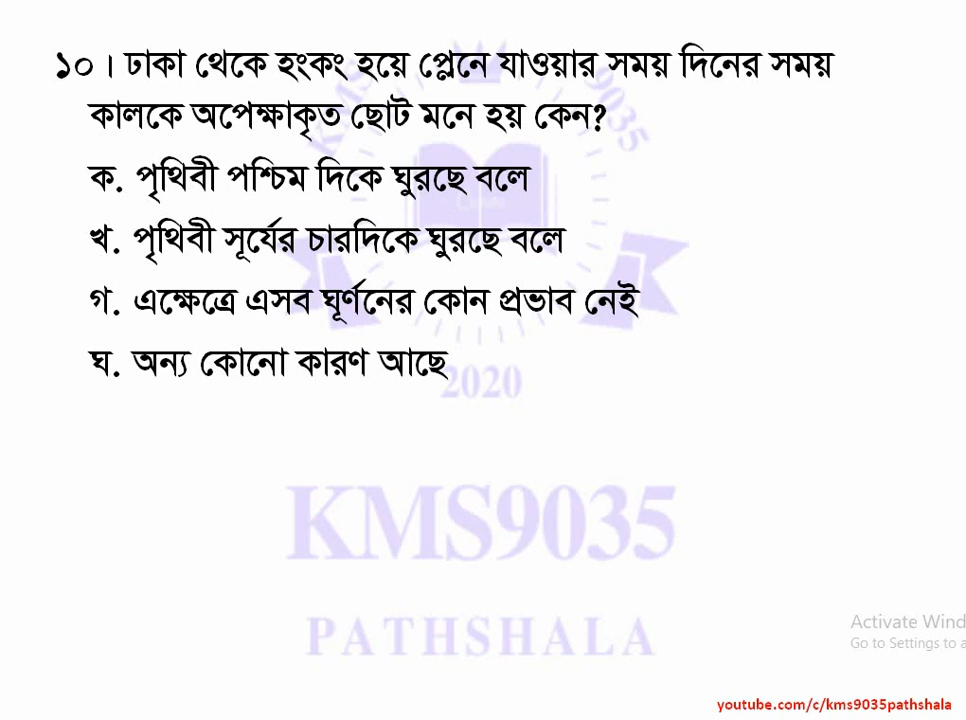 ১০। ঢাকা থেকে হংকং হয়ে প্লেনে যাওয়ার সময় দিনের সময়
কালকে অপেক্ষাকৃত ছোট মনে হয় কেন?
ক. পৃথিবী পশ্চিম দিকে ঘুরছে বলে
খ. পৃথিবী সূর্যের চারদিকে ঘুরছে বলে
গ. এক্ষেত্রে এসব ঘূর্ণনের কোন প্রভাব নেই
ঘ. অন্য কোনো কারণ আছে
2020
KMS9035
PATHSHALA
Activate Wind
Go to Settings to a
youtube.com/c/kms9035pathshala